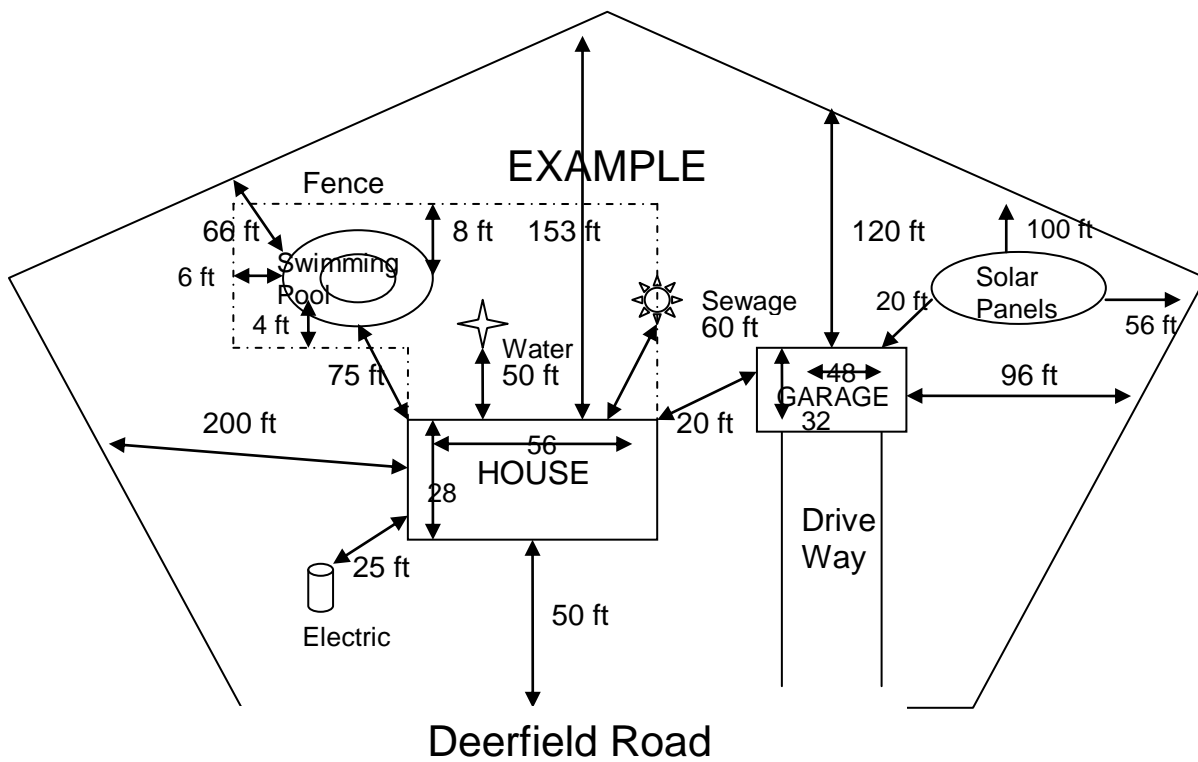 EXAMPLE
Fence
66 ft
8 ft
153 ft
120 ft
100 ft
6 ft
Swimming
Pool
Solar
Panels
Sewage
60 ft
20 ft
56 ft
4 ft
Water
50 ft
75 ft
48
GARAGE
32
96 ft
200 ft
20 ft
56
HOUSE
28
Drive
Way
25 ft
Electric
50 ft
Deerfield Road